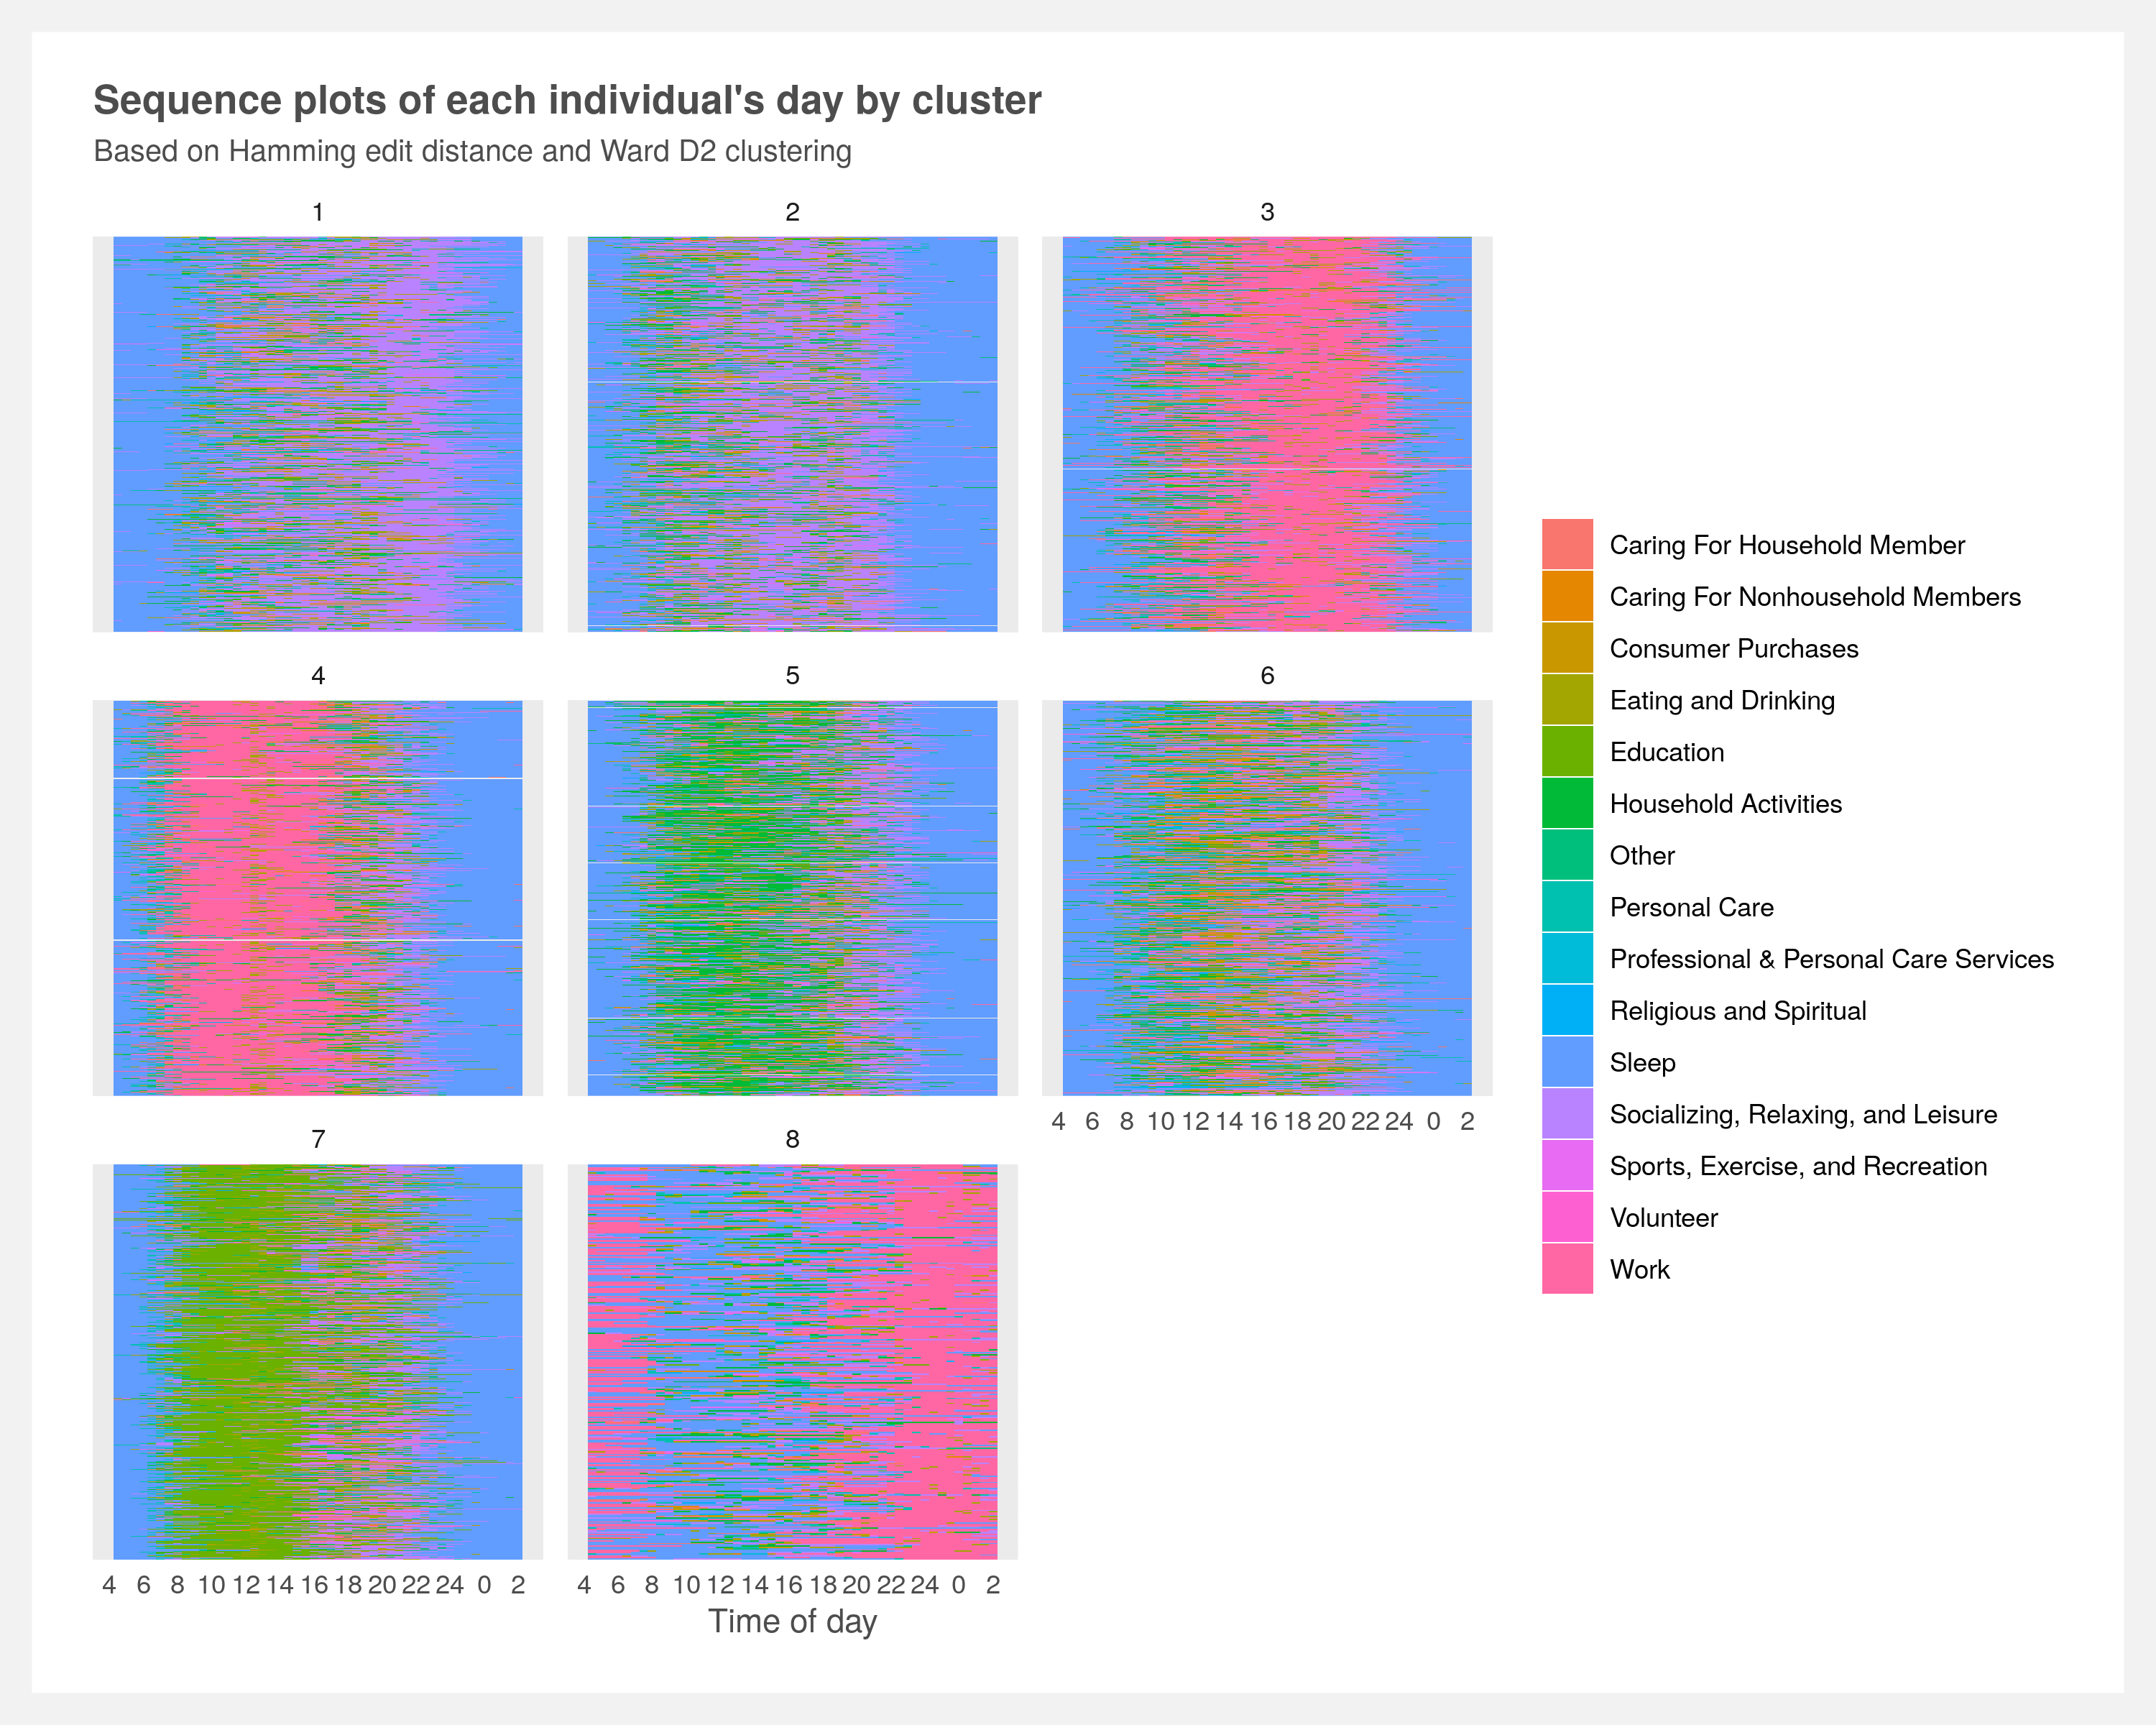 Sequence plots of each individual's day by cluster
Based on Hamming edit distance and Ward D2 clustering
1 2 3
4 5 6
4 6 8 10 12 14 16 18 20 22 24 0 2
7 8
4 6 8 10 12 14 16 18 20 22 24 0 2
4 6 8 10 12 14 16 18 20 22 24 0 2
Time of day
Caring For Household Member
Caring For Nonhousehold Members
Consumer Purchases
Eating and Drinking
Education
Household Activities
Other
Personal Care
Professional & Personal Care Services
Religious and Spiritual
Sleep
Socializing, Relaxing, and Leisure
Sports, Exercise, and Recreation
Volunteer
Work